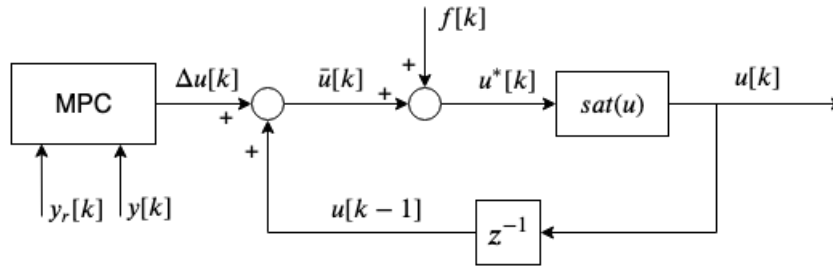 f[k]
MPC
Δu[k]
+
+
ū[k]
+
+
u*[k]
sat(u)
u[k]
y_r[k]
y[k]
u[k − 1]
z^{-1}